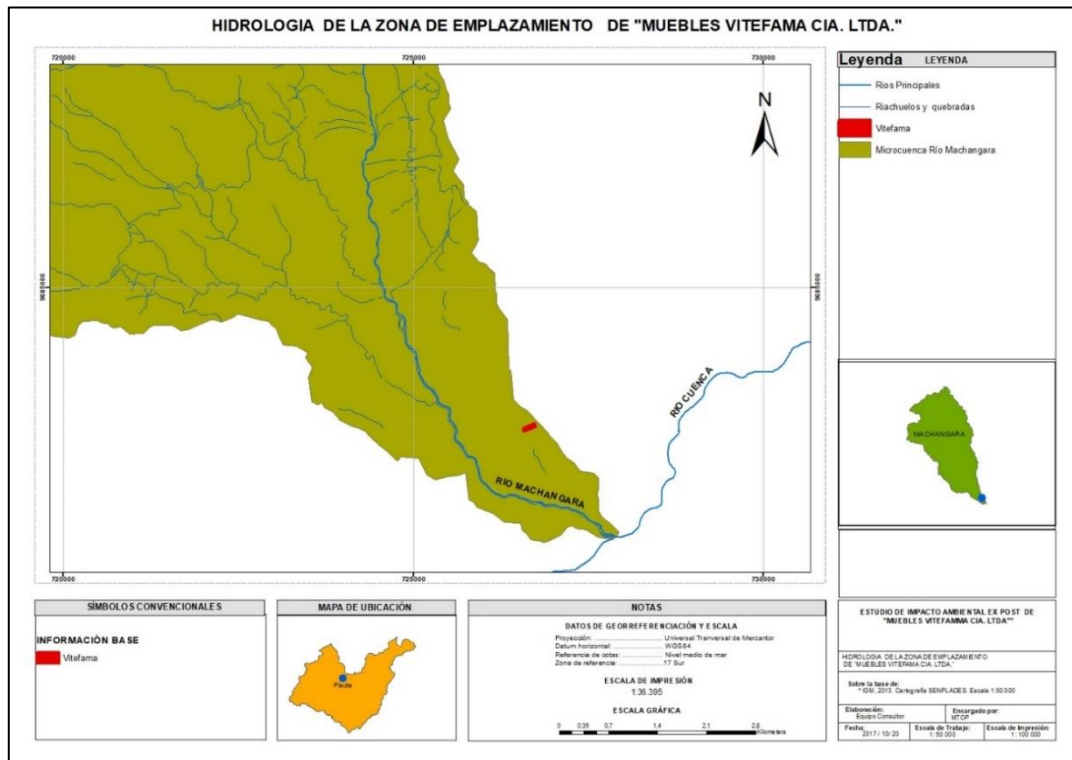 HIDROLOGIA DE LA ZONA DE EMPLAZAMIENTO DE "MUEBLES VITEFAMA CIA. LTDA."
720000
725000
730000
N
9685000
9685000
RÍO CUENCA
RÍO MACHANGARA
720000
725000
730000
Leyenda LEYENDA
Rios Principales
Riachuelos y quebradas
Vitefama
Microcuenca Río Machangara
MACHANGARA
SÍMBOLOS CONVENCIONALES
INFORMACIÓN BASE
Vitefama
MAPA DE UBICACIÓN
Paute
NOTAS
DATOS DE GEORREFERENCIACIÓN Y ESCALA
Proyección: Universal Tranversal de Mercantor
Datum horizontal: WGS84
Referencia de cotas: Nivel medio de mar
Zona de referencia: 17 Sur
ESCALA DE IMPRESIÓN
1:36.395
ESCALA GRÁFICA
0 0.35 0.7 1.4 2.1 2.8
Kilometers
ESTUDIO DE IMPACTO AMBIENTAL EX POST DE
"MUEBLES VITEFAMMA CIA. LTDA""
HIDROLOGIA DE LA ZONA DE EMPLAZAMIENTO
DE "MUEBLES VITEFAMA CIA. LTDA."
Sobre la base de:
* IGM, 2013. Cartografía SENPLADES. Escala 1:50 000
Elaboración:
Equipo Consultor
Encargado por:
MTOP
Fecha:
2017 / 10/ 20
Escala de Trabajo:
1: 50 000
Escala de Impresión:
1: 100 000